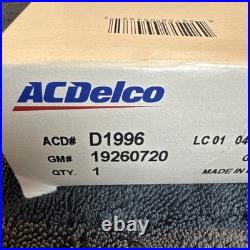 ACDelco
ACD# D1996 LC 01 04
GM# 19260720
QTY. 1 MADE IN